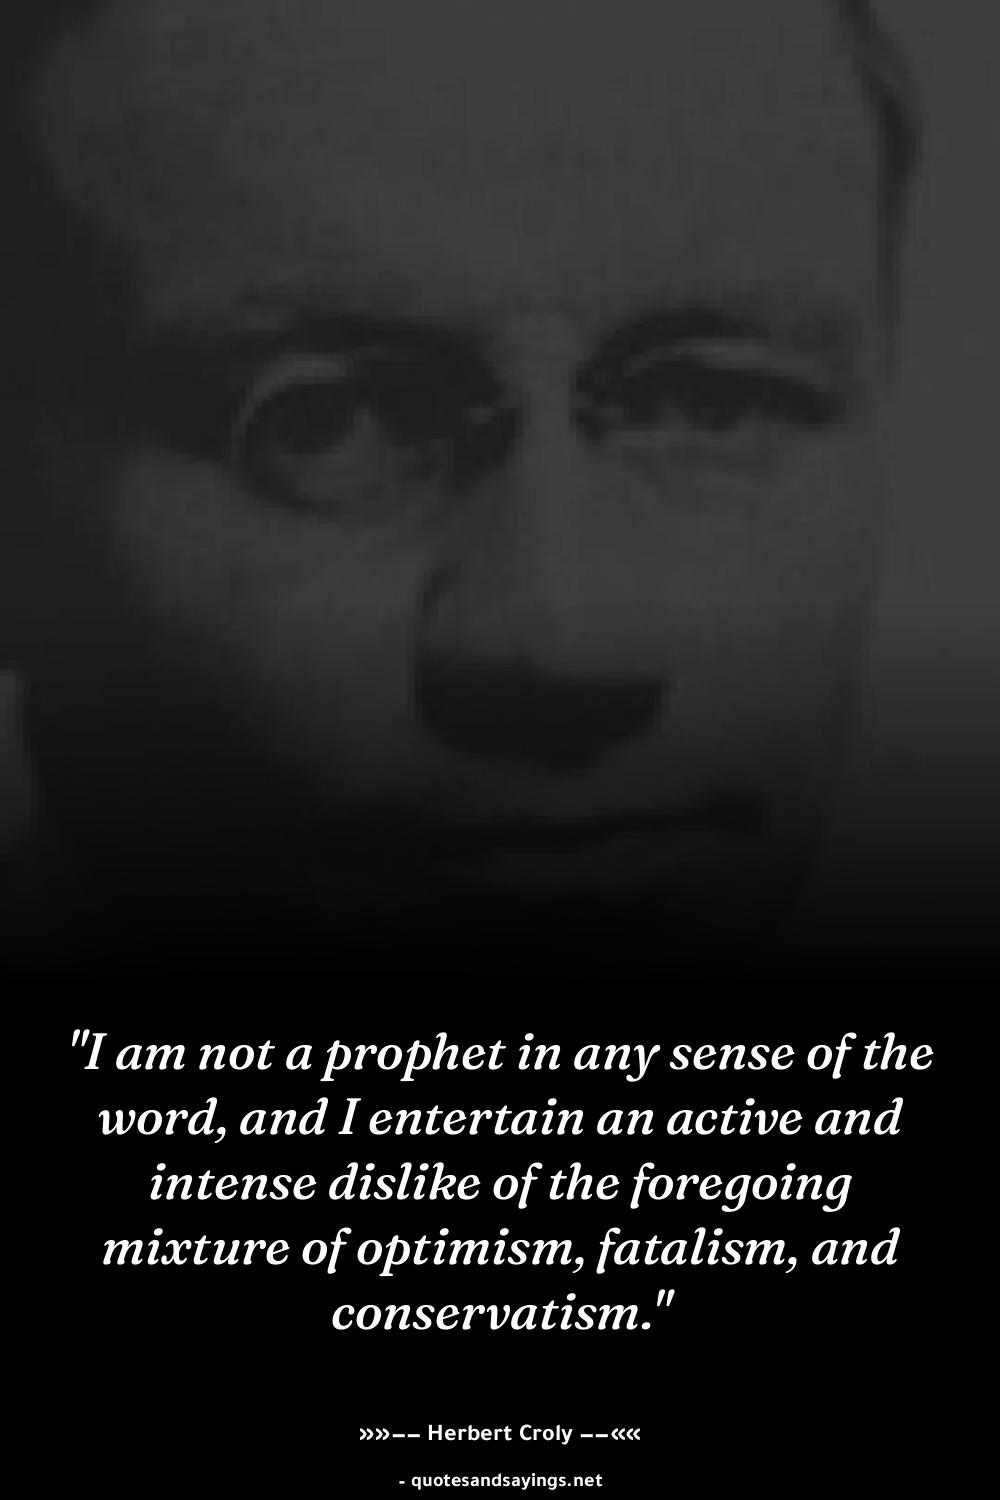 "I am not a prophet in any sense of the
word, and I entertain an active and
intense dislike of the foregoing
mixture of optimism, fatalism, and
conservatism."
»»−− Herbert Croly −−««
- quotesandsayings.net